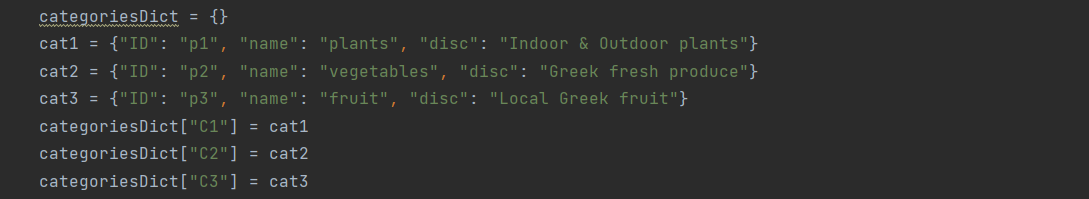 categoriesDict = {}
cat1 = {"ID": "p1", "name": "plants", "disc": "Indoor & Outdoor plants"}
cat2 = {"ID": "p2", "name": "vegetables", "disc": "Greek fresh produce"}
cat3 = {"ID": "p3", "name": "fruit", "disc": "Local Greek fruit"}
categoriesDict["C1"] = cat1
categoriesDict["C2"] = cat2
categoriesDict["C3"] = cat3